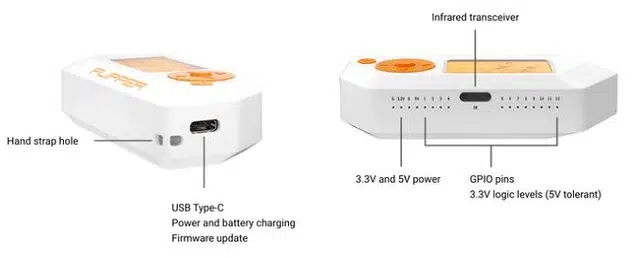 Infrared transceiver
FLIPPER
Hand strap hole
USB Type-C
Power and battery charging
Firmware update
3.3V and 5V power
GPIO pins
3.3V logic levels (5V tolerant)